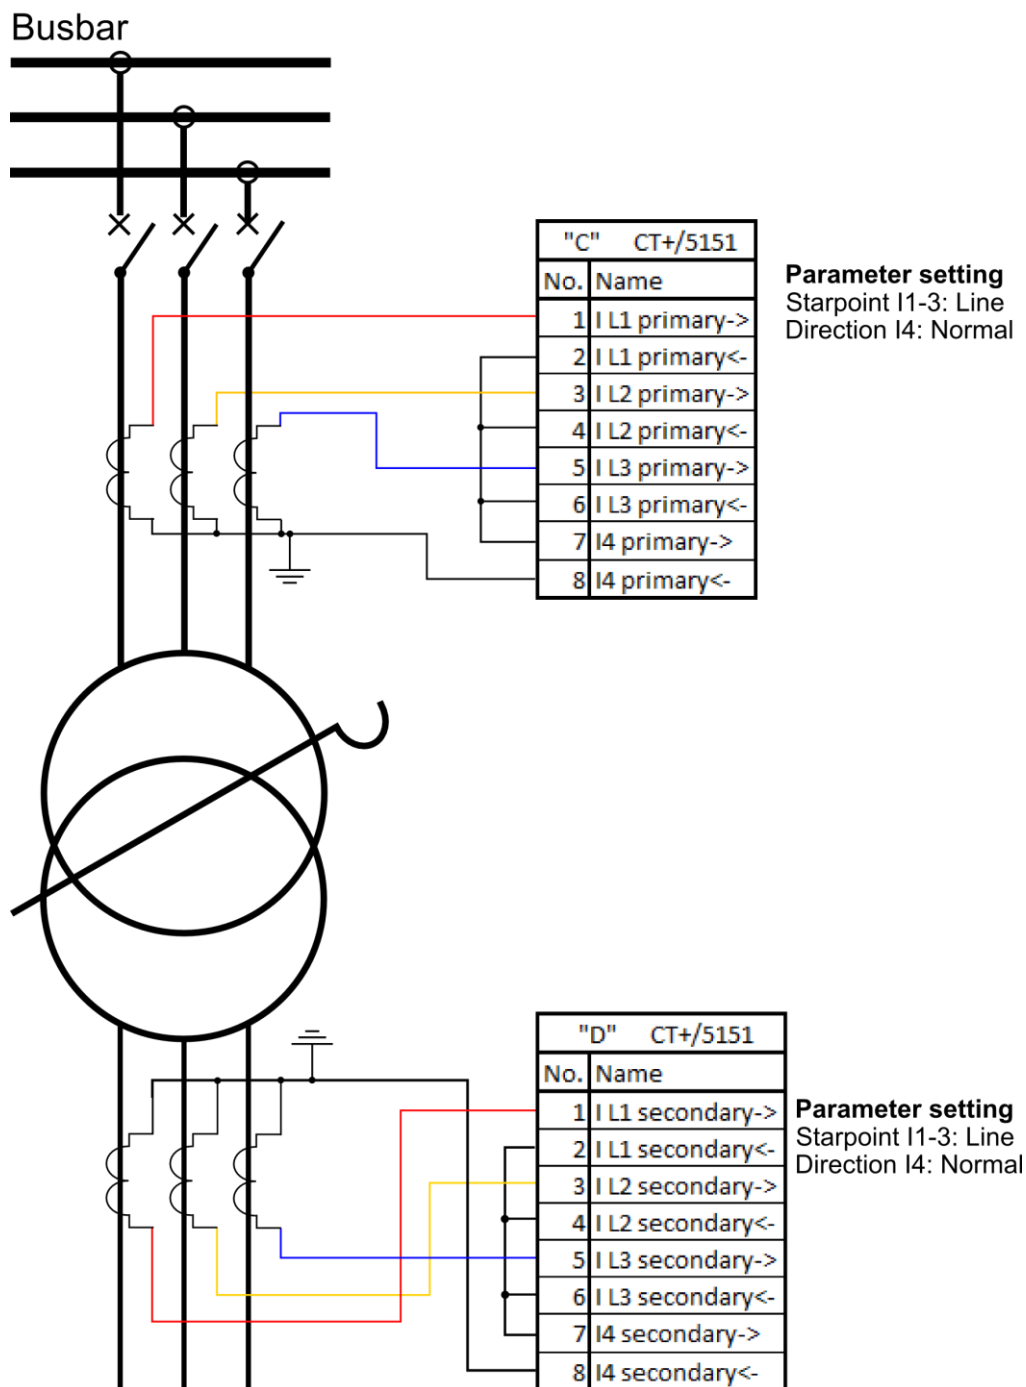 Busbar
"C" CT+/5151
No. Name
1 I L1 primary->
2 I L1 primary<-
3 I L2 primary->
4 I L2 primary<-
5 I L3 primary->
6 I L3 primary<-
7 I4 primary->
8 I4 primary<-
Parameter setting
Starpoint I1-3: Line
Direction I4: Normal
"D" CT+/5151
No. Name
1 I L1 secondary->
2 I L1 secondary<-
3 I L2 secondary->
4 I L2 secondary<-
5 I L3 secondary->
6 I L3 secondary<-
7 I4 secondary->
8 I4 secondary<-
Parameter setting
Starpoint I1-3: Line
Direction I4: Normal